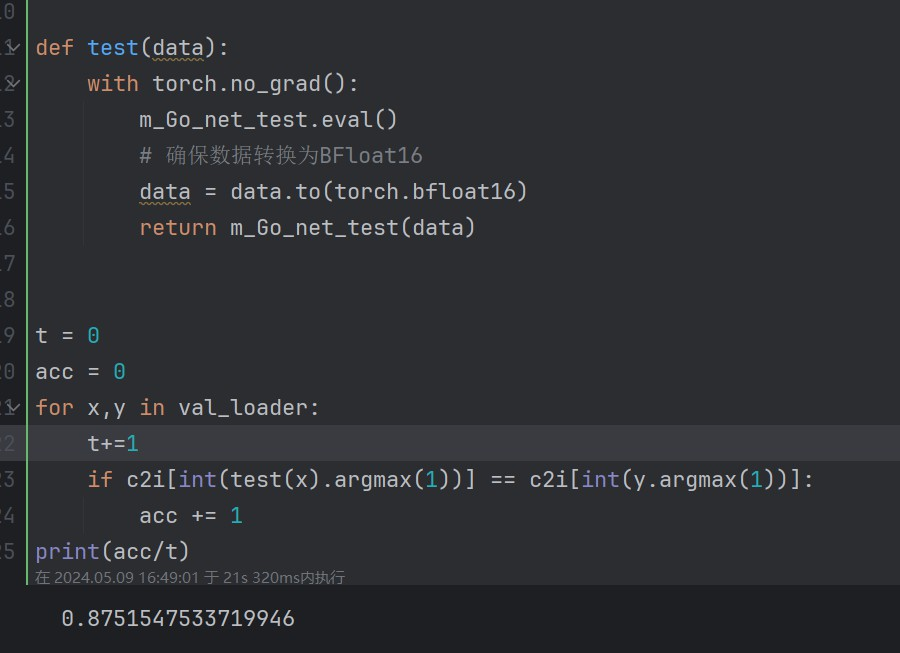 def test(data):
with torch.no_grad():
m_Go_net_test.eval()
# 确保数据转换为BFloat16
data = data.to(torch.bfloat16)
return m_Go_net_test(data)
t = 0
acc = 0
for x,y in val_loader:
t+=1
if c2i[int(test(x).argmax(1))] == c2i[int(y.argmax(1))]:
acc += 1
print(acc/t)
在 2024.05.09 16:49:01 于 21s 320ms内执行
0.8751547533719946